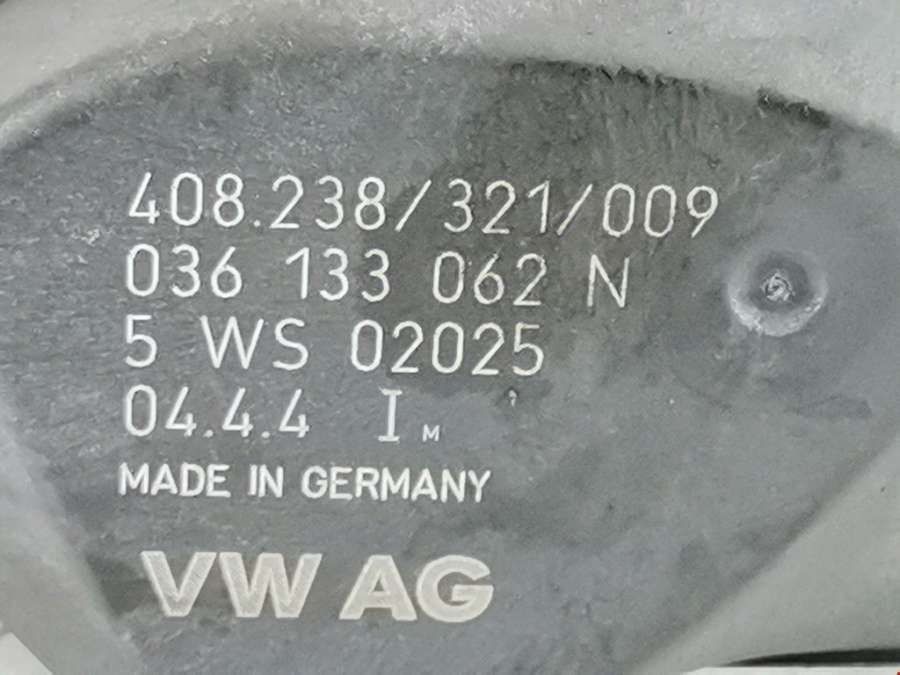 408.238/321/009
036 133 062 N
5 WS 02025
04.4.4 I M
MADE IN GERMANY
VW AG